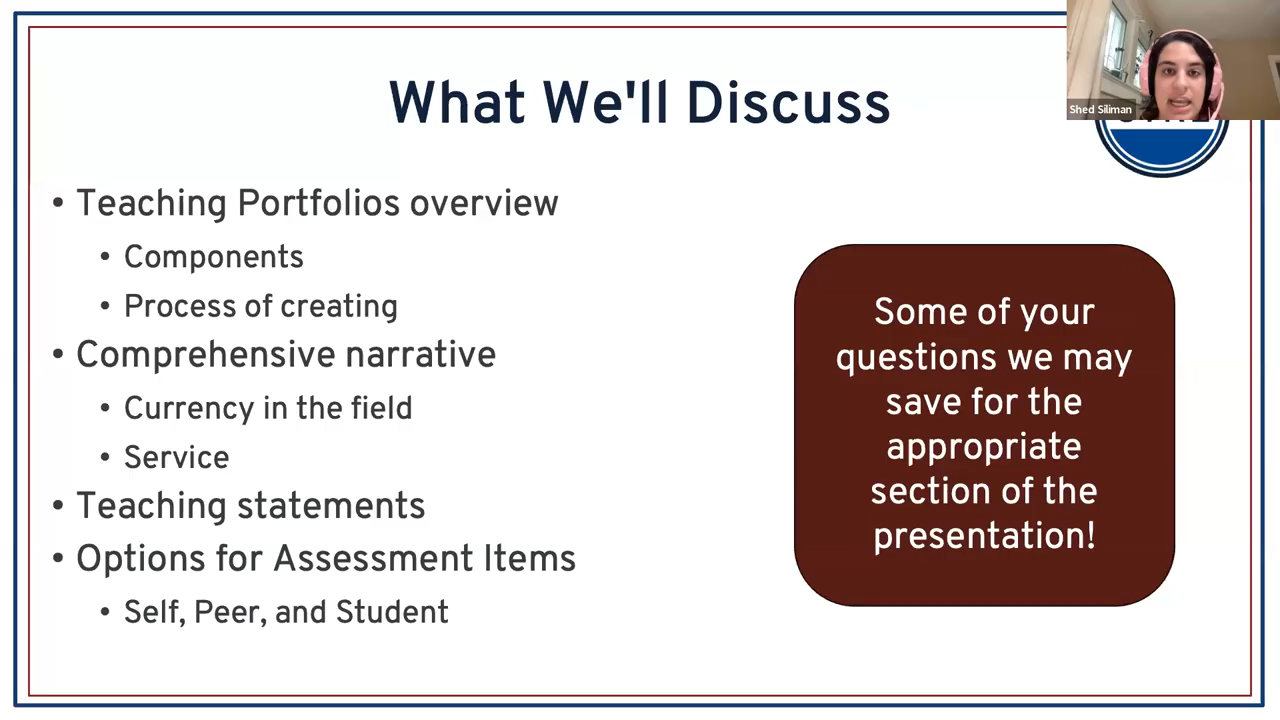 What We'll Discuss
Shed Siliman
• Teaching Portfolios overview
• Components
• Process of creating
• Comprehensive narrative
• Currency in the field
• Service
• Teaching statements
• Options for Assessment Items
• Self, Peer, and Student
Some of your
questions we may
save for the
appropriate
section of the
presentation!